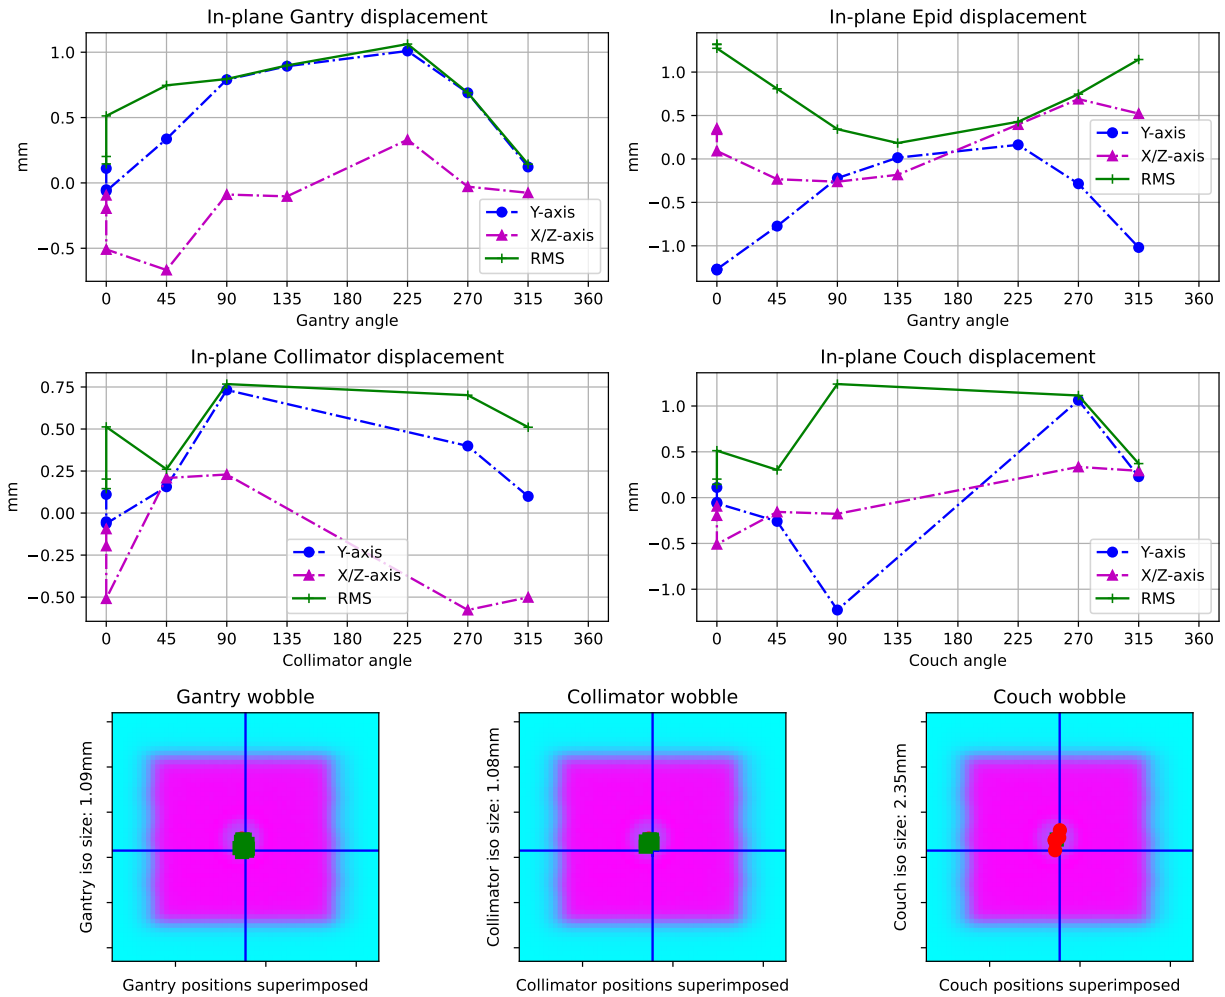 In-plane Gantry displacement
mm
1.0
0.5
0.0
−0.5
Y-axis
X/Z-axis
RMS
0 45 90 135 180 225 270 315 360
Gantry angle
In-plane Epid displacement
mm
1.0
0.5
0.0
−0.5
−1.0
Y-axis
X/Z-axis
RMS
0 45 90 135 180 225 270 315 360
Gantry angle
In-plane Collimator displacement
mm
0.75
0.50
0.25
0.00
−0.25
−0.50
Y-axis
X/Z-axis
RMS
0 45 90 135 180 225 270 315 360
Collimator angle
In-plane Couch displacement
mm
1.0
0.5
0.0
−0.5
−1.0
Y-axis
X/Z-axis
RMS
0 45 90 135 180 225 270 315 360
Couch angle
Gantry wobble
Gantry iso size: 1.09mm
Gantry positions superimposed
Collimator wobble
Collimator iso size: 1.08mm
Collimator positions superimposed
Couch wobble
Couch iso size: 2.35mm
Couch positions superimposed